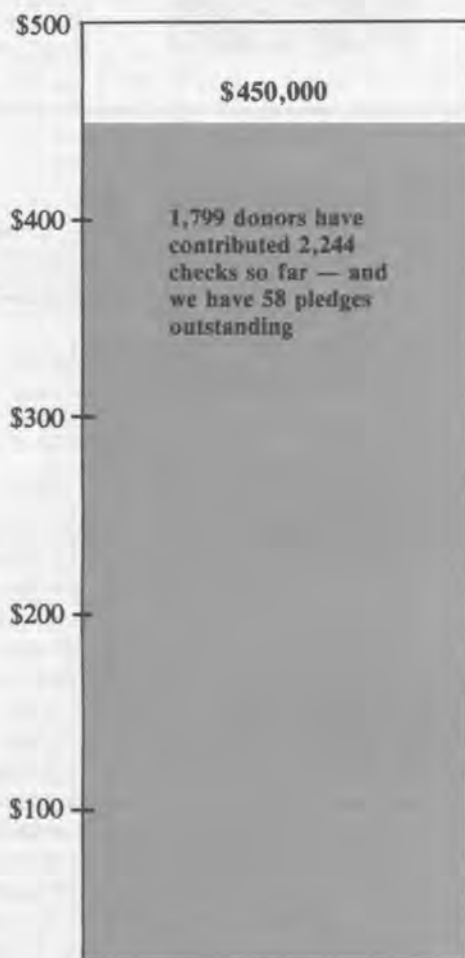 $500
$450,000
$400
1,799 donors have
contributed 2,244
checks so far — and
we have 58 pledges
outstanding
$300
$200
$100